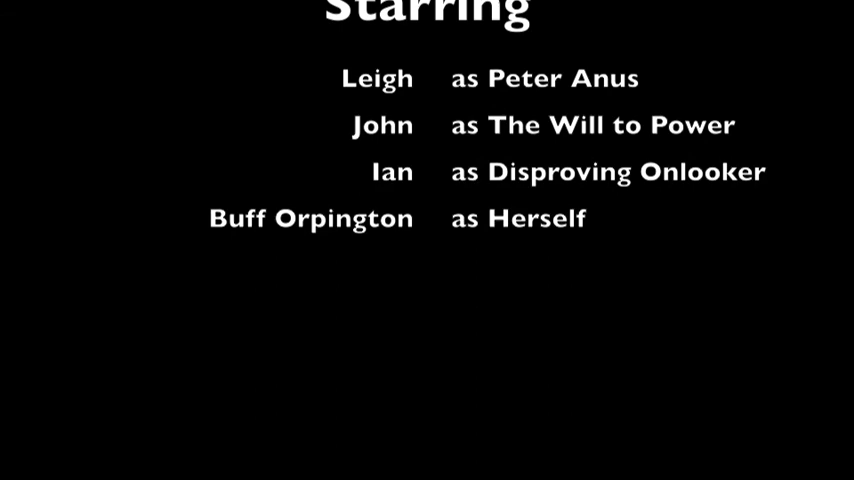 Starring
Leigh as Peter Anus
John as The Will to Power
Ian as Disproving Onlooker
Buff Orpington as Herself